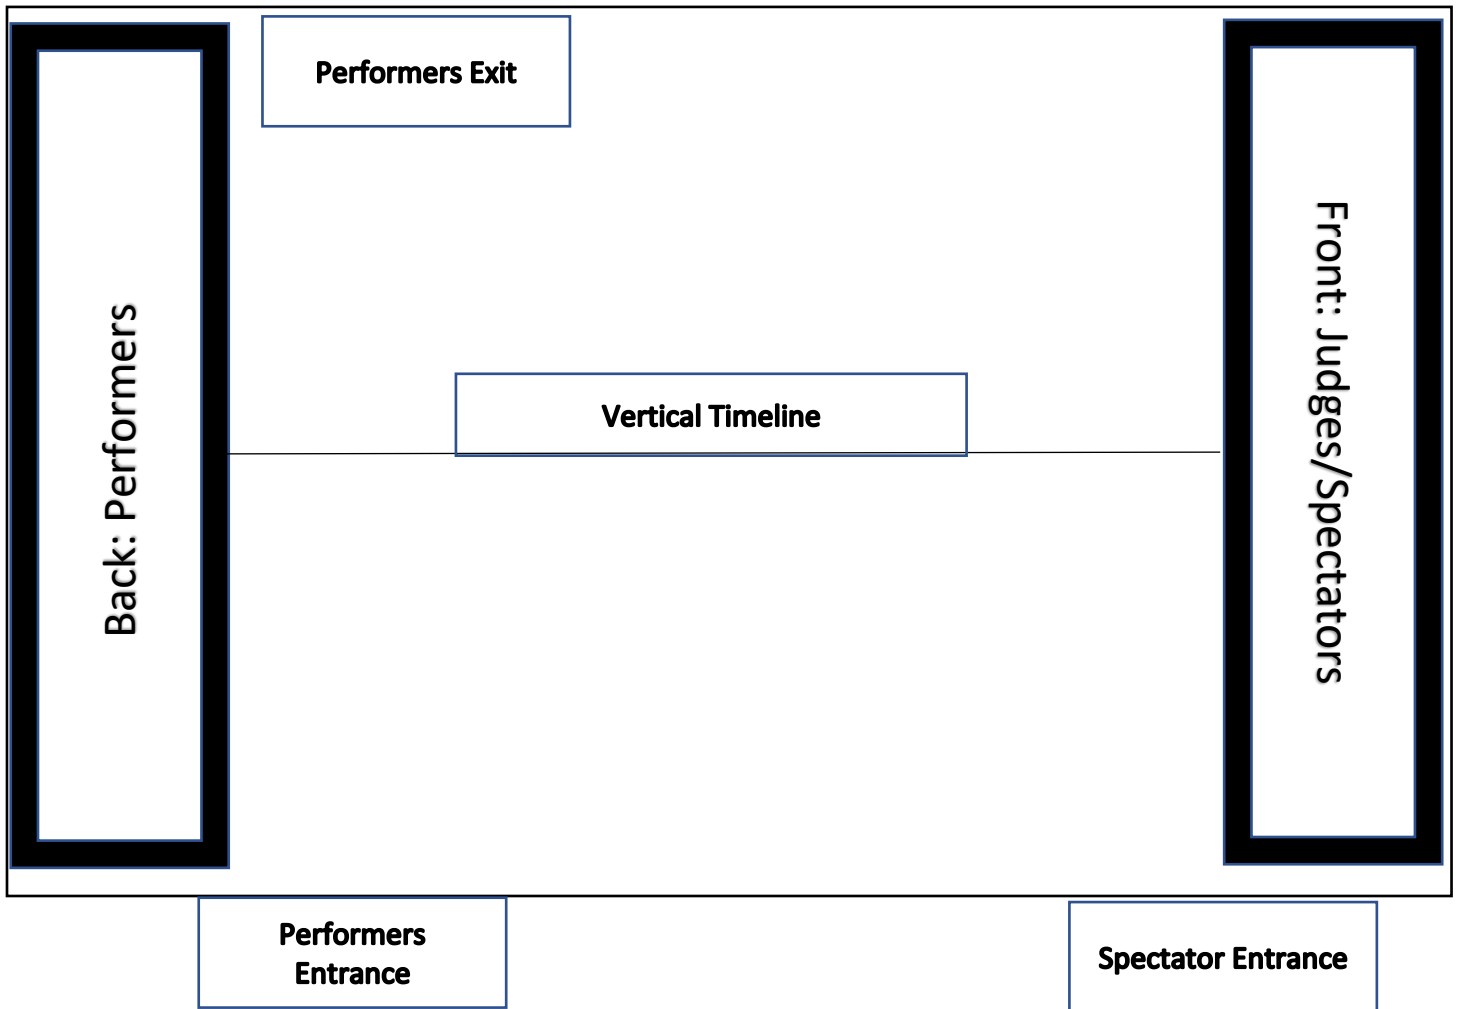 Performers Exit
Back: Performers
Vertical Timeline
Front: Judges/Spectators
Performers
Entrance
Spectator Entrance